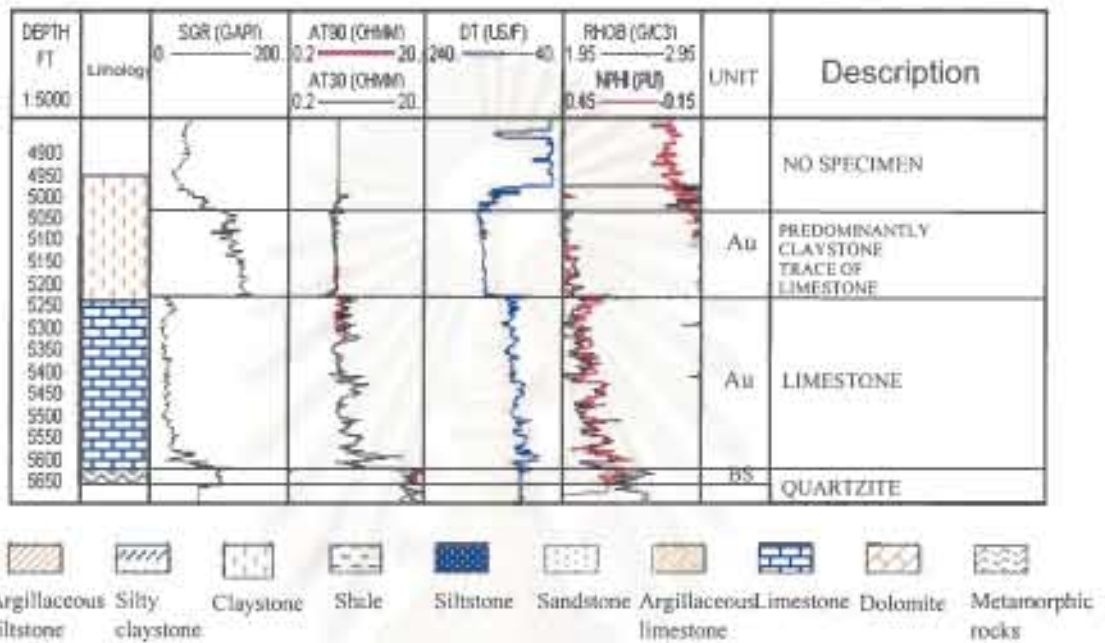 DEPTH
FT
1:5000
SGR (GAPI)
0. 200.
AT90 (OHMM)
0.2 20.
AT30 (OHMM)
0.2 20.
DT (US/F)
240. 40.
RHOB (G/C3)
1.95 2.95
NPHI (PU)
0.45 -0.15
UNIT
Description
4900
4950
5000
5050
5100
5150
5200
5250
5300
5350
5400
5450
5500
5550
5600
5650
NO SPECIMEN
Au
PREDOMINANTLY
CLAYSTONE
TRACE OF
LIMESTONE
Au
LIMESTONE
BS
QUARTZITE
Silty
claystone
Claystone
Shale
Siltstone
Sandstone
Argillaceous
limestone
Limestone
Dolomite
Metamorphic
rocks